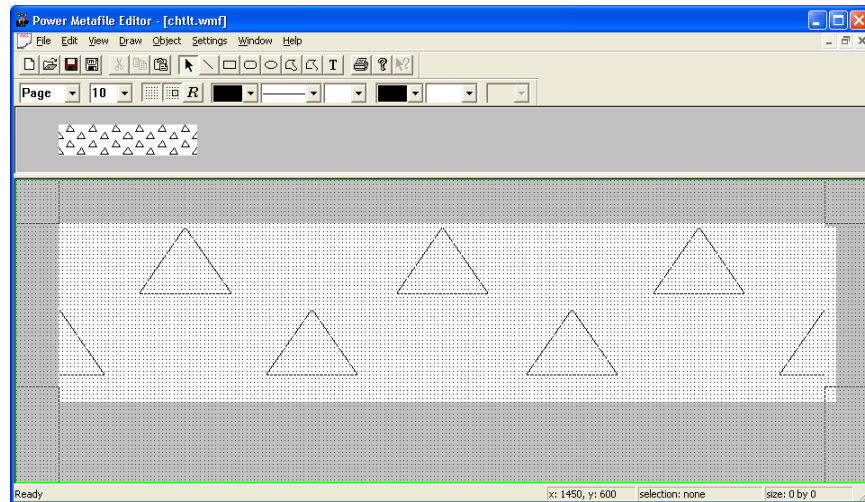 Power Metafile Editor - [chtlt.wmf]
File Edit View Draw Object Settings Window Help
T
Page 10 R
Ready x: 1450, y: 600 selection: none size: 0 by 0